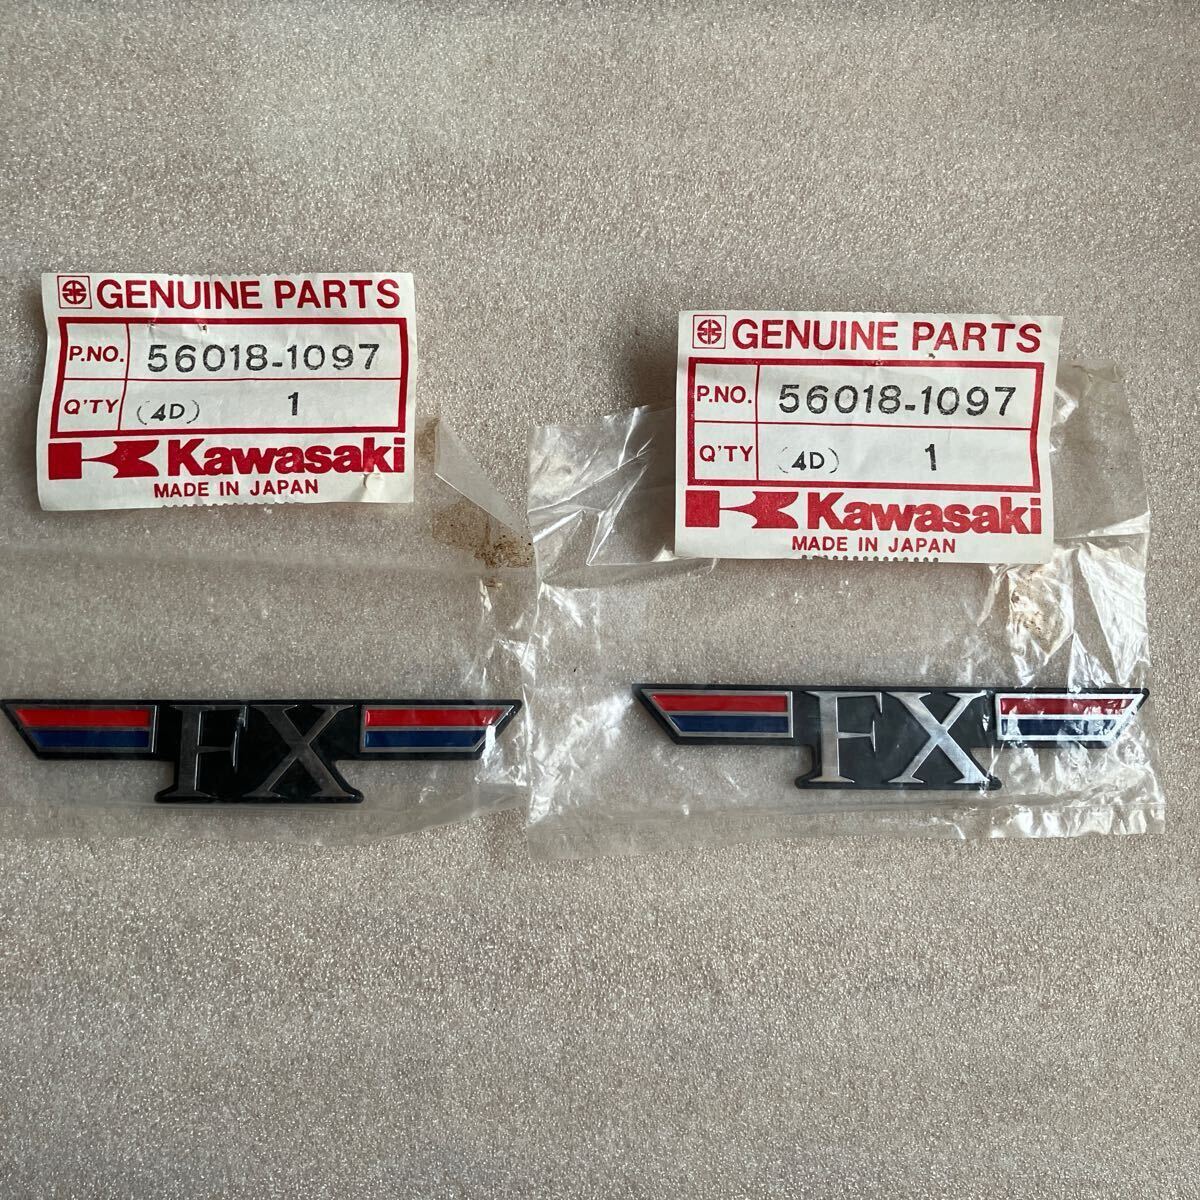 GENUINE PARTS
P.NO. 56018-1097
Q'TY (4D) 1
Kawasaki
MADE IN JAPAN
GENUINE PARTS
P.NO. 56018-1097
Q'TY (4D) 1
Kawasaki
MADE IN JAPAN
FX
FX